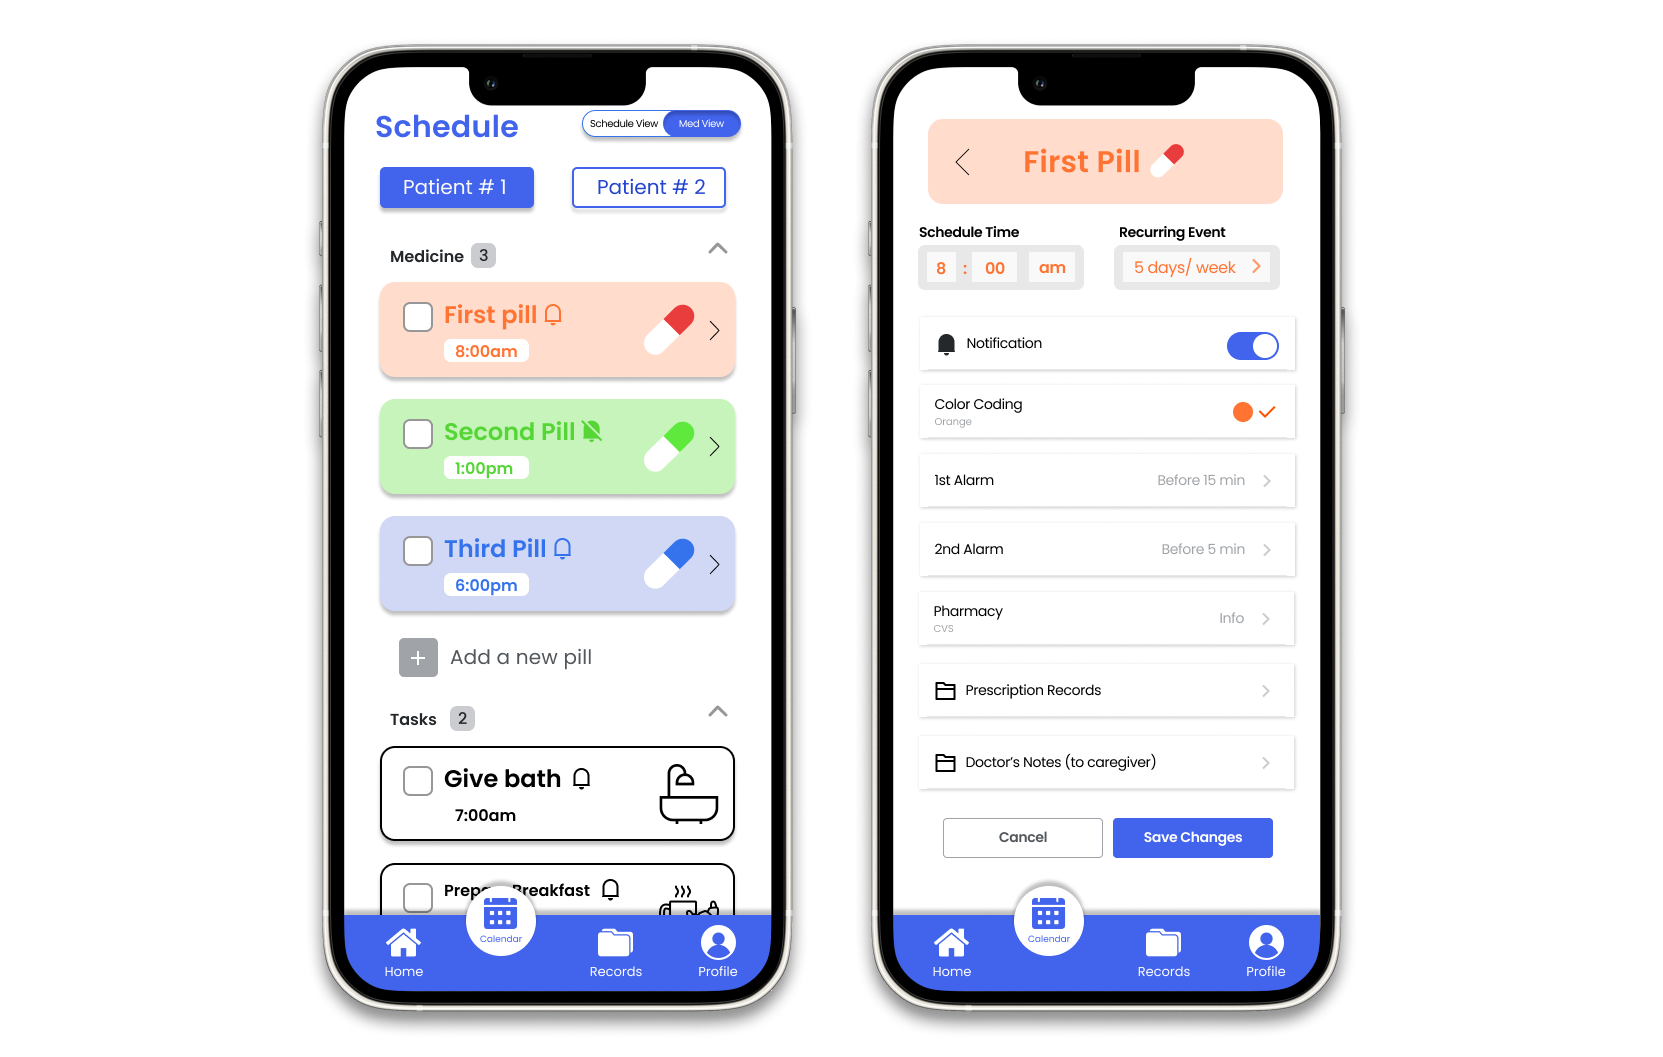 Schedule
Schedule View
Med View
Patient # 1
Patient # 2
Medicine 3
First pill
8:00am
Second Pill
1:00pm
Third Pill
6:00pm
+ Add a new pill
Tasks 2
Give bath
7:00am
Breakfast
Home
Calendar
Records
Profile
First Pill
Schedule Time
Recurring Event
8 : 00 am
5 days/ week
Notification
Color Coding
Orange
1st Alarm
Before 15 min
2nd Alarm
Before 5 min
Pharmacy
CVS
Info
Prescription Records
Doctor's Notes (to caregiver)
Cancel
Save Changes
Home
Calendar
Records
Profile